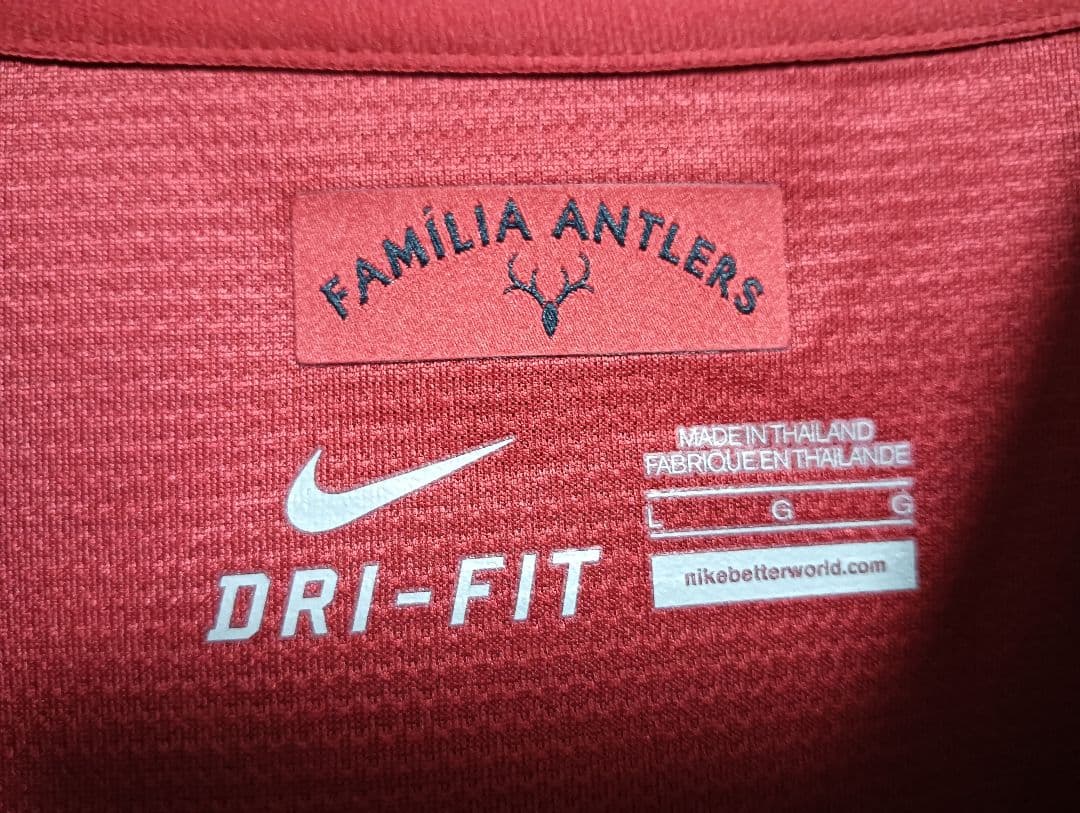 FAMÍLIA ANTLERS
DRI-FIT
MADE IN THAILAND
FABRIQUE EN THAILANDE
L G G
nikebetterworld.com